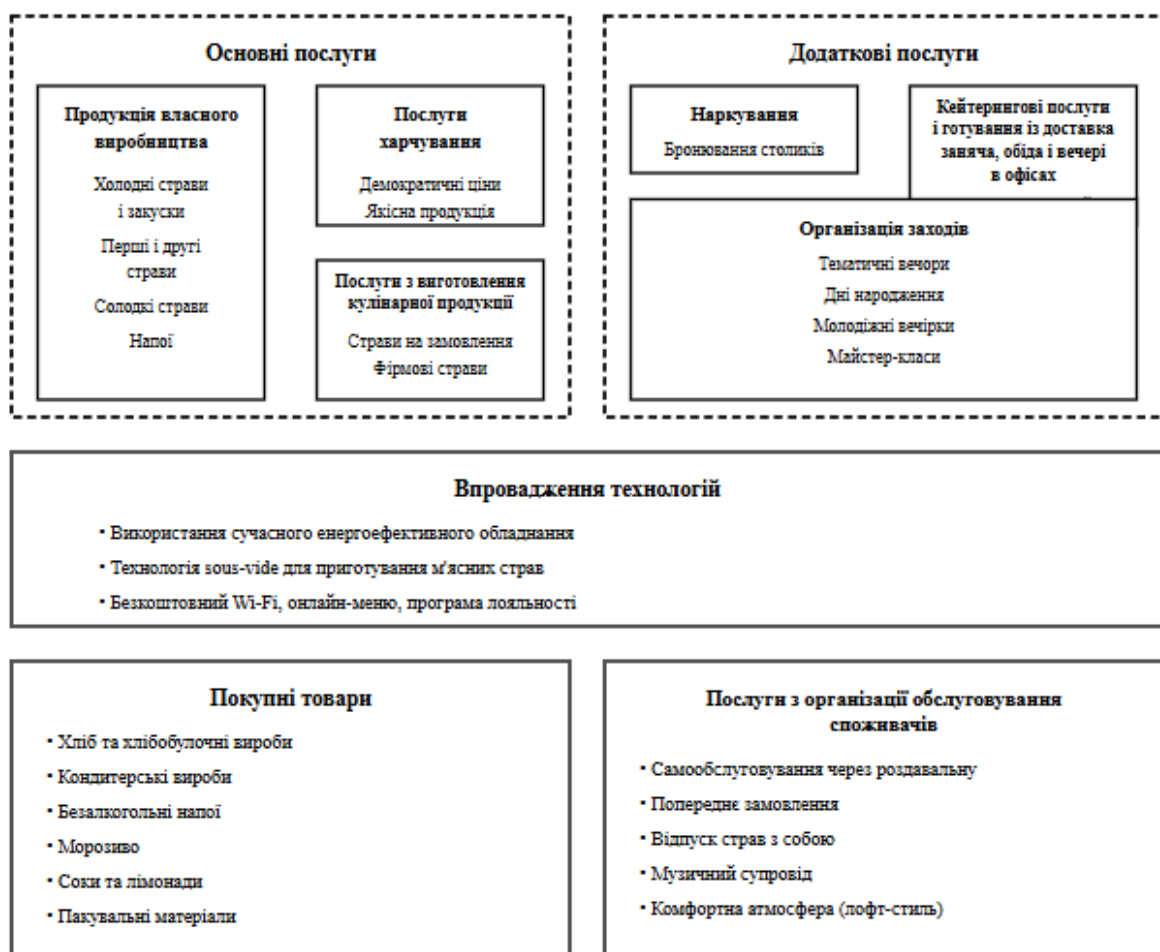 Основні послуги
Продукція власного
виробництва
Холодні страви
і закуски
Перші і другі
страви
Солодкі страви
Напої
Послуги
харчування
Демократичні ціни
Якісна продукція
Послуги з виготовлення
кулінарної продукції
Страви на замовлення
Фірмові страви
Додаткові послуги
Наркування
Бронювання столиків
Кейтерингові послуги
і готування із доставка
заняча, обіда і вечері
в офісах
Організація заходів
Тематичні вечори
Дні народження
Молодіжні вечірки
Майстер-класи
Впровадження технологій
• Використання сучасного енергоефективного обладнання
• Технологія sous-vide для приготування м'ясних страв
• Безкоштовний Wi-Fi, онлайн-меню, програма лояльності
Покупні товари
• Хліб та хлібобулочні вироби
• Кондитерські вироби
• Безалкогольні напої
• Морозиво
• Соки та лімонади
• Пакувальні матеріали
Послуги з організації обслуговування
споживачів
• Самообслуговування через роздавальну
• Попереднє замовлення
• Відпуск страв з собою
• Музичний супровід
• Комфортна атмосфера (лофт-стиль)